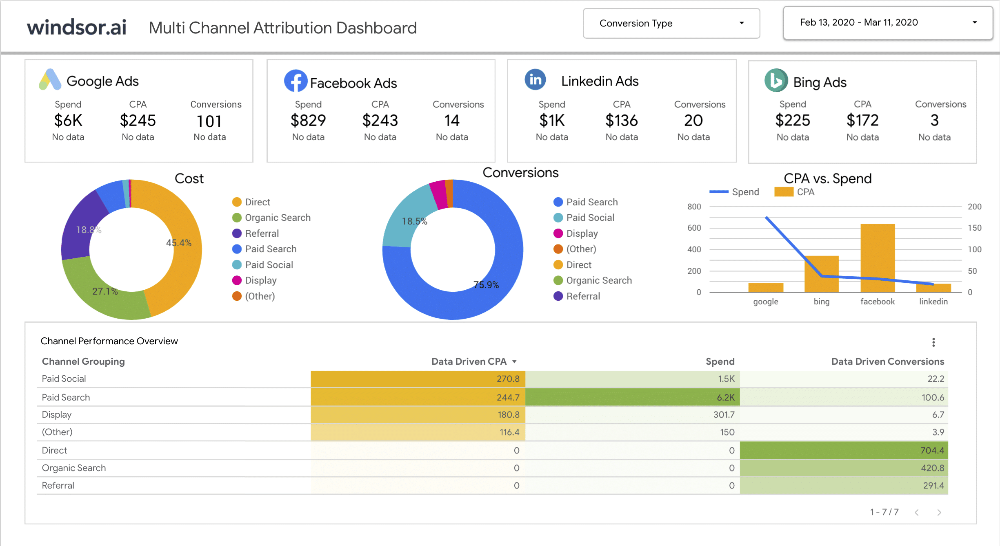 windsor.ai Multi Channel Attribution Dashboard
Conversion Type
Feb 13, 2020 - Mar 11, 2020
Google Ads
Spend CPA Conversions
$6K $245 101
No data No data No data
Facebook Ads
Spend CPA Conversions
$829 $243 14
No data No data No data
in Linkedin Ads
Spend CPA Conversions
$1K $136 20
No data No data No data
Bing Ads
Spend CPA Conversions
$225 $172 3
No data No data No data
Cost
18.8%
45.4%
27.1%
Direct
Organic Search
Referral
Paid Search
Paid Social
Display
(Other)
Conversions
18.5%
75.9%
Paid Search
Paid Social
Display
(Other)
Direct
Organic Search
Referral
CPA vs. Spend
Spend CPA
800 200
600 150
400 100
200 50
0 0
google bing facebook linkedin
Channel Performance Overview
Channel Grouping Data Driven CPA Spend Data Driven Conversions
Paid Social 270.8 1.5K 22.2
Paid Search 244.7 6.2K 100.6
Display 180.8 301.7 6.7
(Other) 116.4 150 3.9
Direct 0 0 704.4
Organic Search 0 0 420.8
Referral 0 0 291.4
1 - 7 / 7